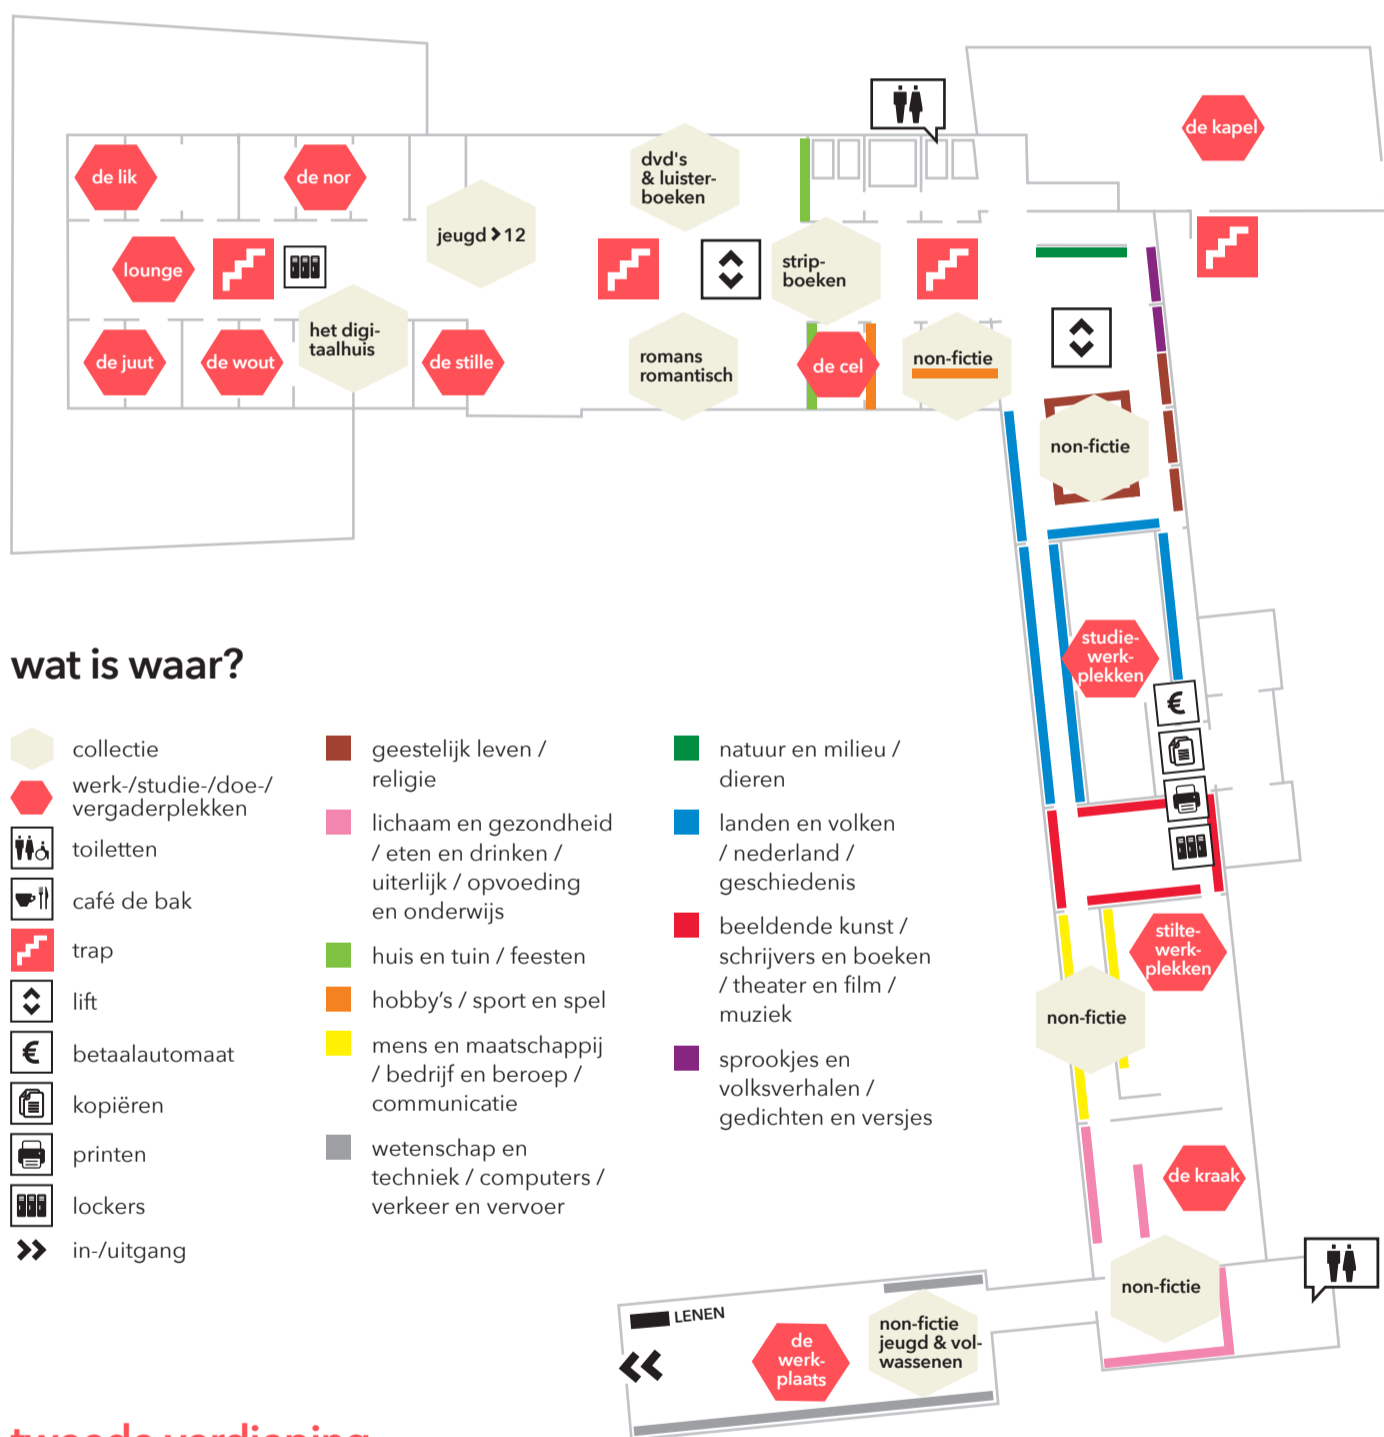 de kapel
de lik
de nor
dvd's
& luister-
boeken
jeugd > 12
lounge
strip-
boeken
het digi-
taalhuis
de juut
de wout
de stille
romans
romantisch
de cel
non-fictie
non-fictie
studie-
werk-
plekken
€
stilte-
werk-
plekken
non-fictie
de kraak
non-fictie
LENEN
de
werk-
plaats
non-fictie
jeugd & vol-
wassenen
wat is waar?
collectie
werk-/studie-/doe-/
vergaderplekken
toiletten
café de bak
trap
lift
€ betaalautomaat
kopiëren
printen
lockers
in-/uitgang
geestelijk leven /
religie
lichaam en gezondheid
/ eten en drinken /
uiterlijk / opvoeding
en onderwijs
huis en tuin / feesten
hobby's / sport en spel
mens en maatschappij
/ bedrijf en beroep /
communicatie
wetenschap en
techniek / computers /
verkeer en vervoer
natuur en milieu /
dieren
landen en volken
/ nederland /
geschiedenis
beeldende kunst /
schrijvers en boeken
/ theater en film /
muziek
sprookjes en
volksverhalen /
gedichten en versjes
tweede verdieping